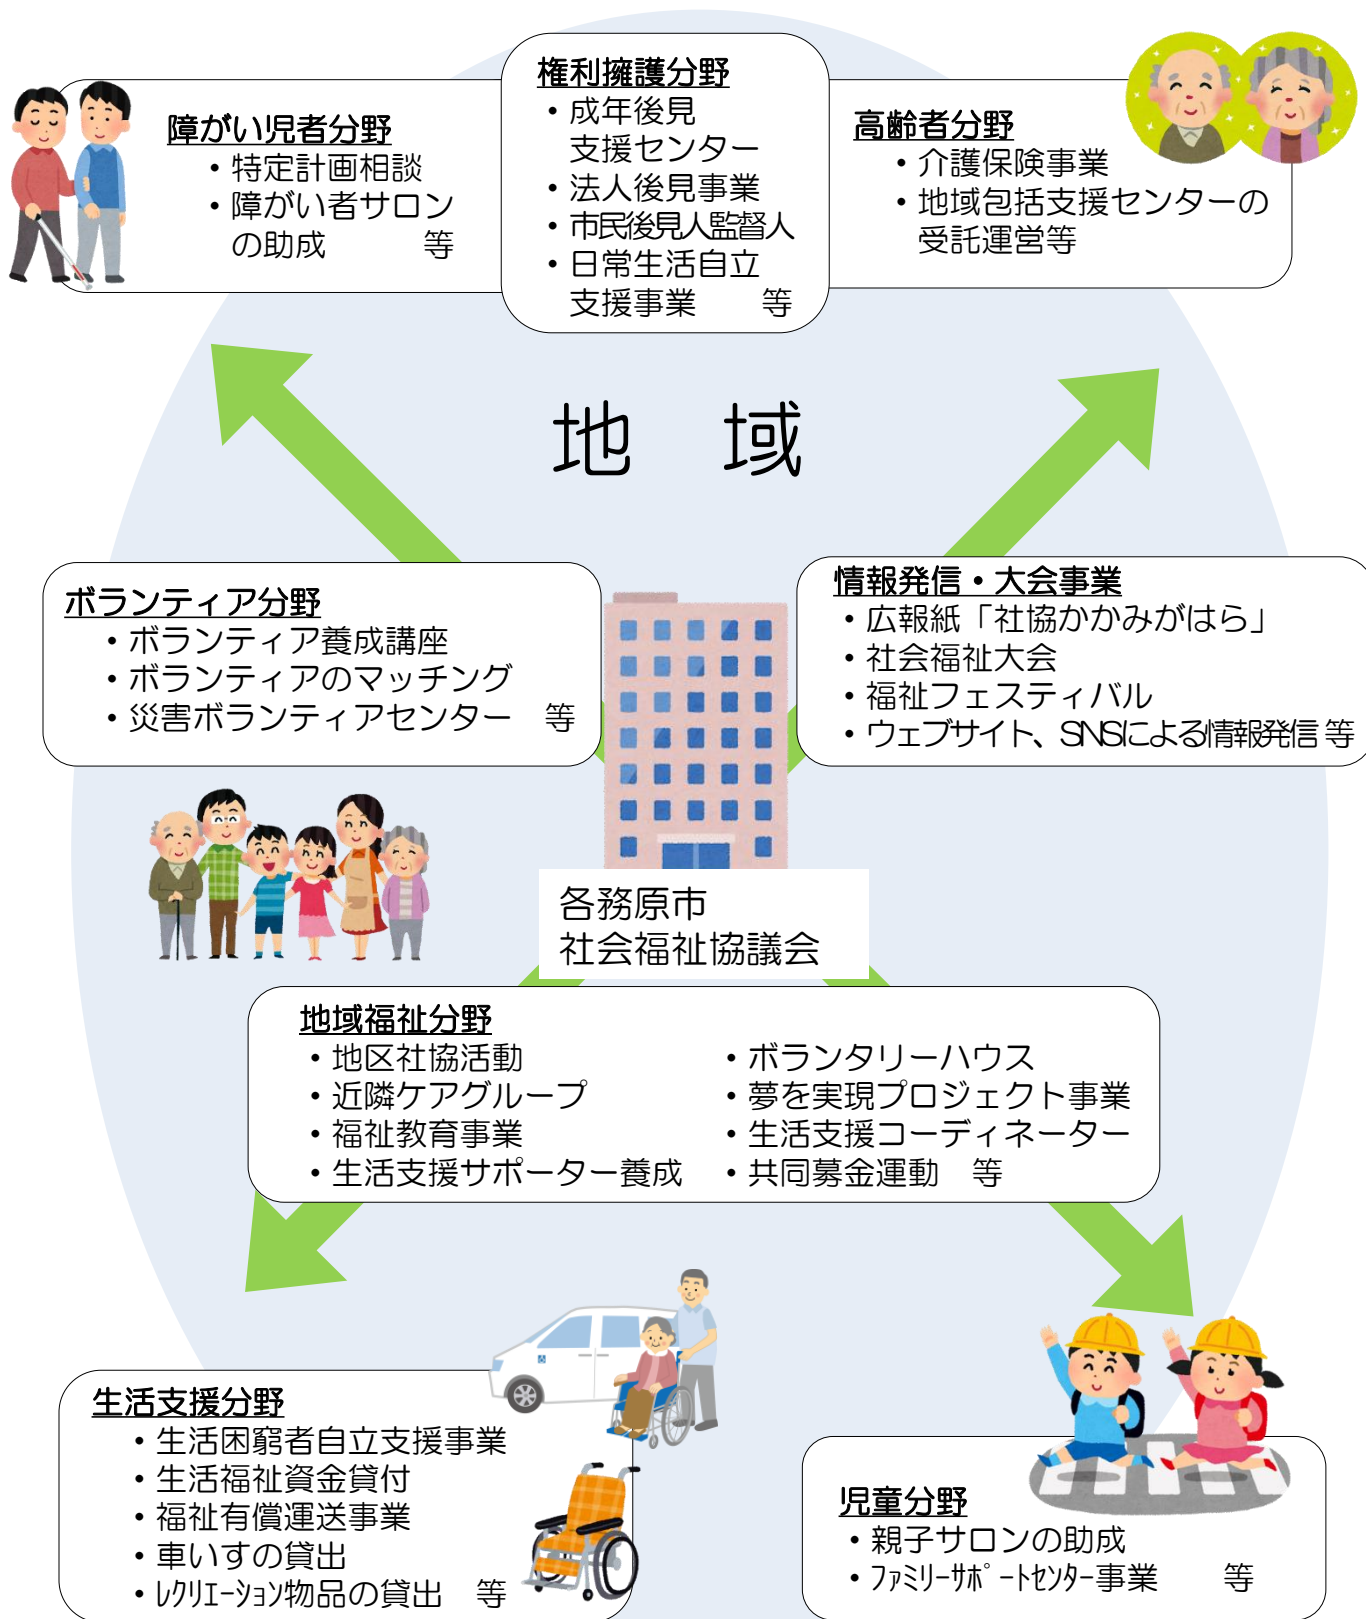 障がい児者分野
・特定計画相談
・障がい者サロン
の助成　　　等
権利擁護分野
・成年後見
支援センター
・法人後見事業
・市民後見人監督人
・日常生活自立
支援事業　　等
高齢者分野
・介護保険事業
・地域包括支援センターの
受託運営等
地　域
ボランティア分野
・ボランティア養成講座
・ボランティアのマッチング
・災害ボランティアセンター　等
情報発信・大会事業
・広報紙「社協かかみがはら」
・社会福祉大会
・福祉フェスティバル
・ウェブサイト、SNSによる情報発信 等
各務原市
社会福祉協議会
地域福祉分野
・地区社協活動
・近隣ケアグループ
・福祉教育事業
・生活支援サポーター養成
・ボランタリーハウス
・夢を実現プロジェクト事業
・生活支援コーディネーター
・共同募金運動　等
生活支援分野
・生活困窮者自立支援事業
・生活福祉資金貸付
・福祉有償運送事業
・車いすの貸出
・ﾚｸﾘｴｰｼｮﾝ物品の貸出　等
児童分野
・親子サロンの助成
・ﾌｧﾐﾘｰｻﾎﾟｰﾄｾﾝﾀｰ事業　　等